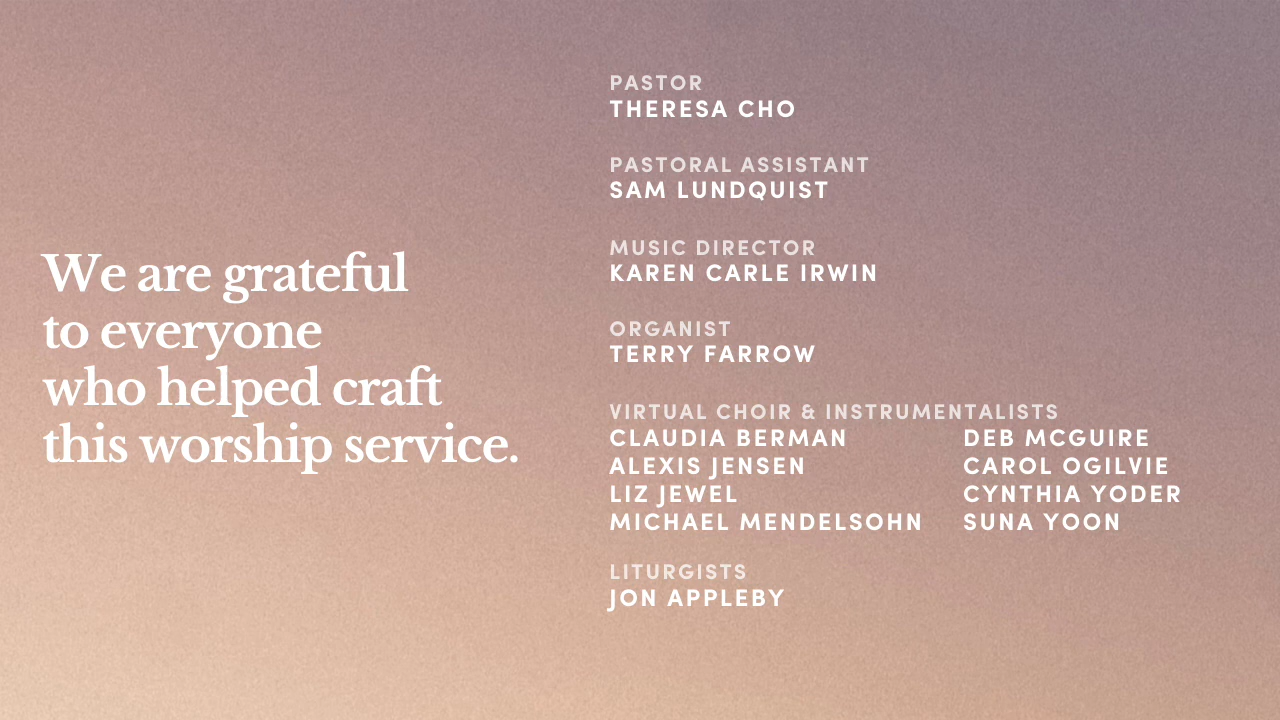 We are grateful
to everyone
who helped craft
this worship service.
PASTOR
THERESA CHO
PASTORAL ASSISTANT
SAM LUNDQUIST
MUSIC DIRECTOR
KAREN CARLE IRWIN
ORGANIST
TERRY FARROW
VIRTUAL CHOIR & INSTRUMENTALISTS
CLAUDIA BERMAN
ALEXIS JENSEN
LIZ JEWEL
MICHAEL MENDELSOHN
DEB MCGUIRE
CAROL OGILVIE
CYNTHIA YODER
SUNA YOON
LITURGISTS
JON APPLEBY